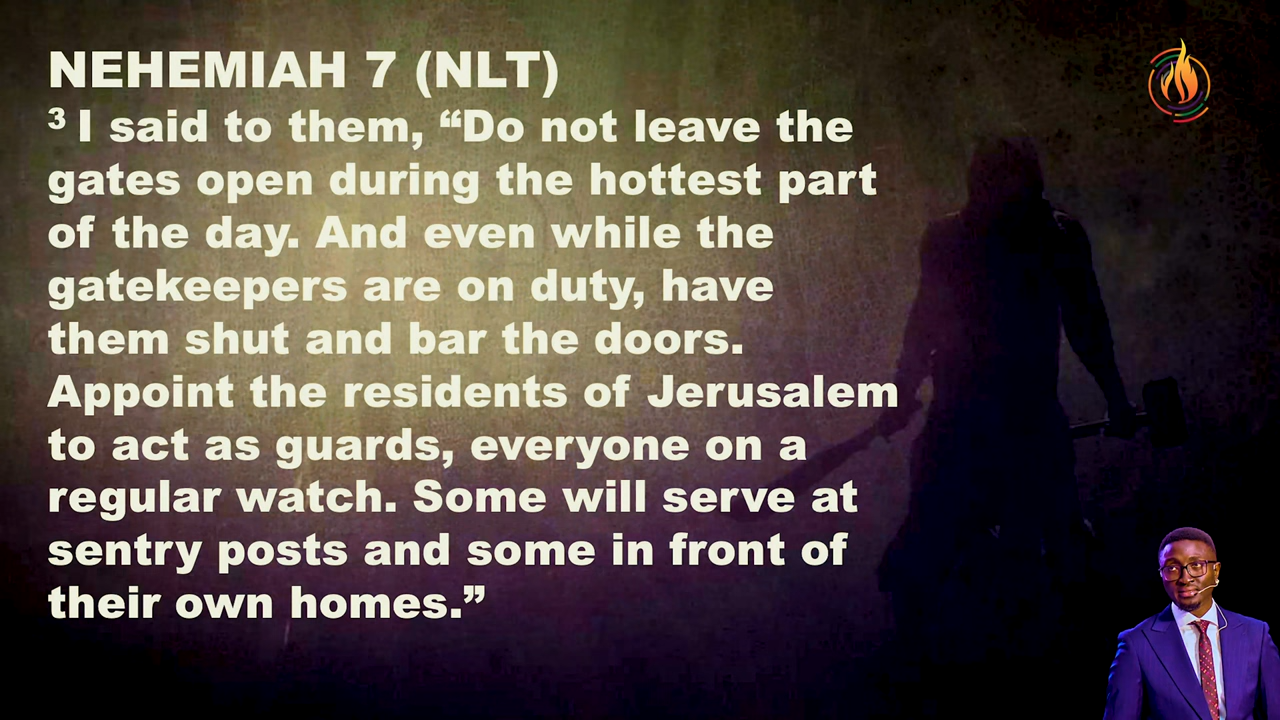 NEHEMIAH 7 (NLT)
³ I said to them, “Do not leave the
gates open during the hottest part
of the day. And even while the
gatekeepers are on duty, have
them shut and bar the doors.
Appoint the residents of Jerusalem
to act as guards, everyone on a
regular watch. Some will serve at
sentry posts and some in front of
their own homes.”